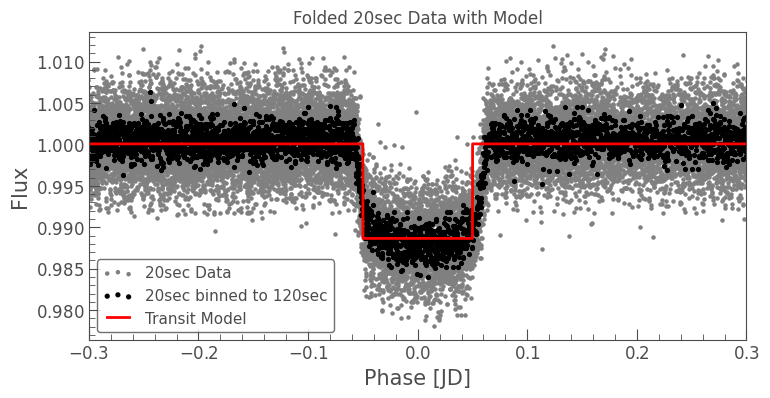 Folded 20sec Data with Model
Flux
1.010
1.005
1.000
0.995
0.990
0.985
0.980
20sec Data
20sec binned to 120sec
Transit Model
−0.3 −0.2 −0.1 0.0 0.1 0.2 0.3
Phase [JD]